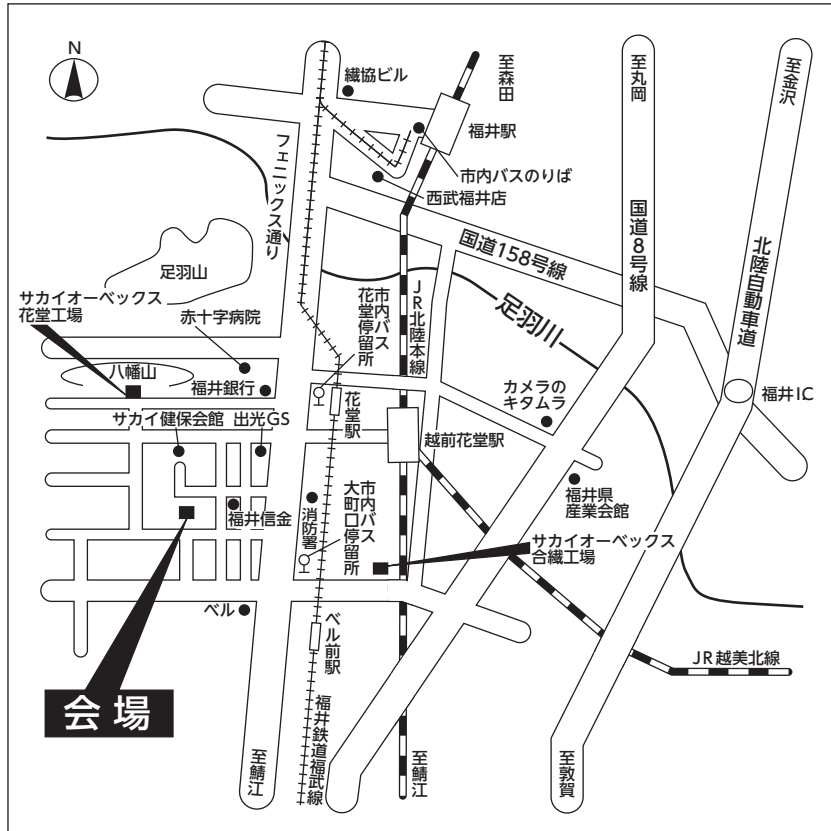 N
繊協ビル
至森田
至丸岡
至金沢
福井駅
フェニックス通り
市内バスのりば
西武福井店
国道158号線
国道8号線
北陸自動車道
足羽山
サカイオーベックス
花堂工場
赤十字病院
市内バス
花堂停留所
JR北陸本線
足羽川
八幡山
福井銀行
カメラの
キタムラ
福井IC
花堂駅
サカイ健保会館
出光GS
越前花堂駅
福井県
産業会館
福井信金
消防署
市内バス
大町口停留所
サカイオーベックス
合繊工場
ベル
ベル前駅
JR越美北線
会場
至鯖江
福井鉄道福武線
至鯖江
至敦賀